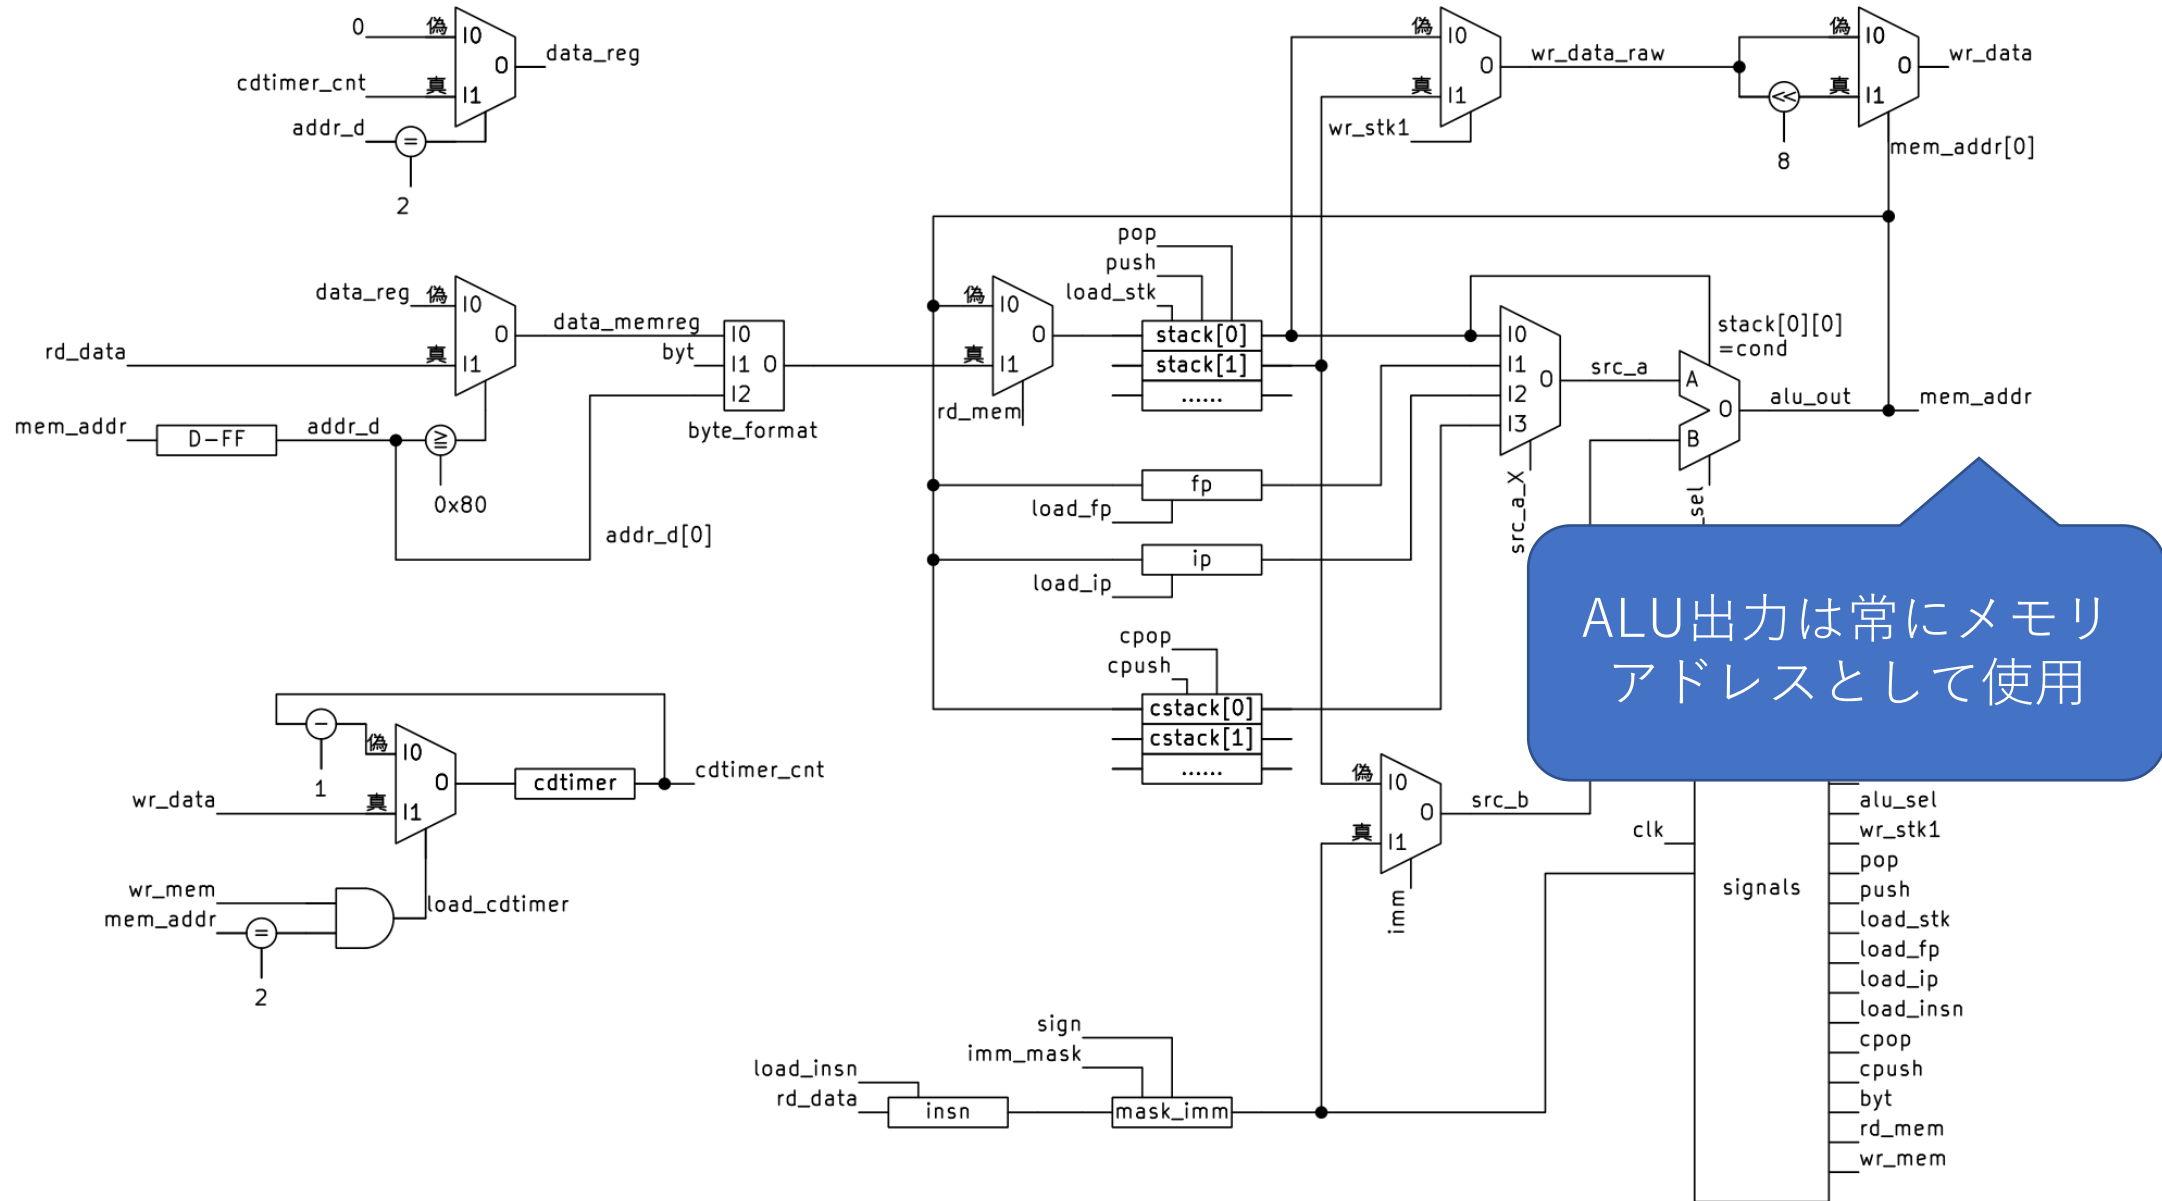 0
偽
I0
O
data_reg
cdtimer_cnt
真
I1
addr_d
=
2
偽
I0
O
wr_data_raw
真
I1
wr_stk1
偽
I0
O
wr_data
<<
真
I1
8
mem_addr[0]
data_reg
偽
I0
O
data_memreg
rd_data
真
I1
mem_addr
D-FF
addr_d
≧
0x80
addr_d[0]
I0
byt
I1
O
I2
byte_format
偽
I0
O
真
I1
rd_mem
pop
push
load_stk
stack[0]
stack[1]
......
fp
load_fp
ip
load_ip
cpop
cpush
cstack[0]
cstack[1]
......
I0
I1
I2
I3
O
src_a
src_a_X
stack[0][0]
=cond
A
B
O
_sel
alu_out
mem_addr
ALU出力は常にメモリ
アドレスとして使用
-
1
偽
I0
O
wr_data
真
I1
cdtimer
cdtimer_cnt
wr_mem
mem_addr
=
2
load_cdtimer
偽
I0
O
真
I1
src_b
imm
sign
imm_mask
load_insn
rd_data
insn
mask_imm
clk
signals
alu_sel
wr_stk1
pop
push
load_stk
load_fp
load_ip
load_insn
cpop
cpush
byt
rd_mem
wr_mem